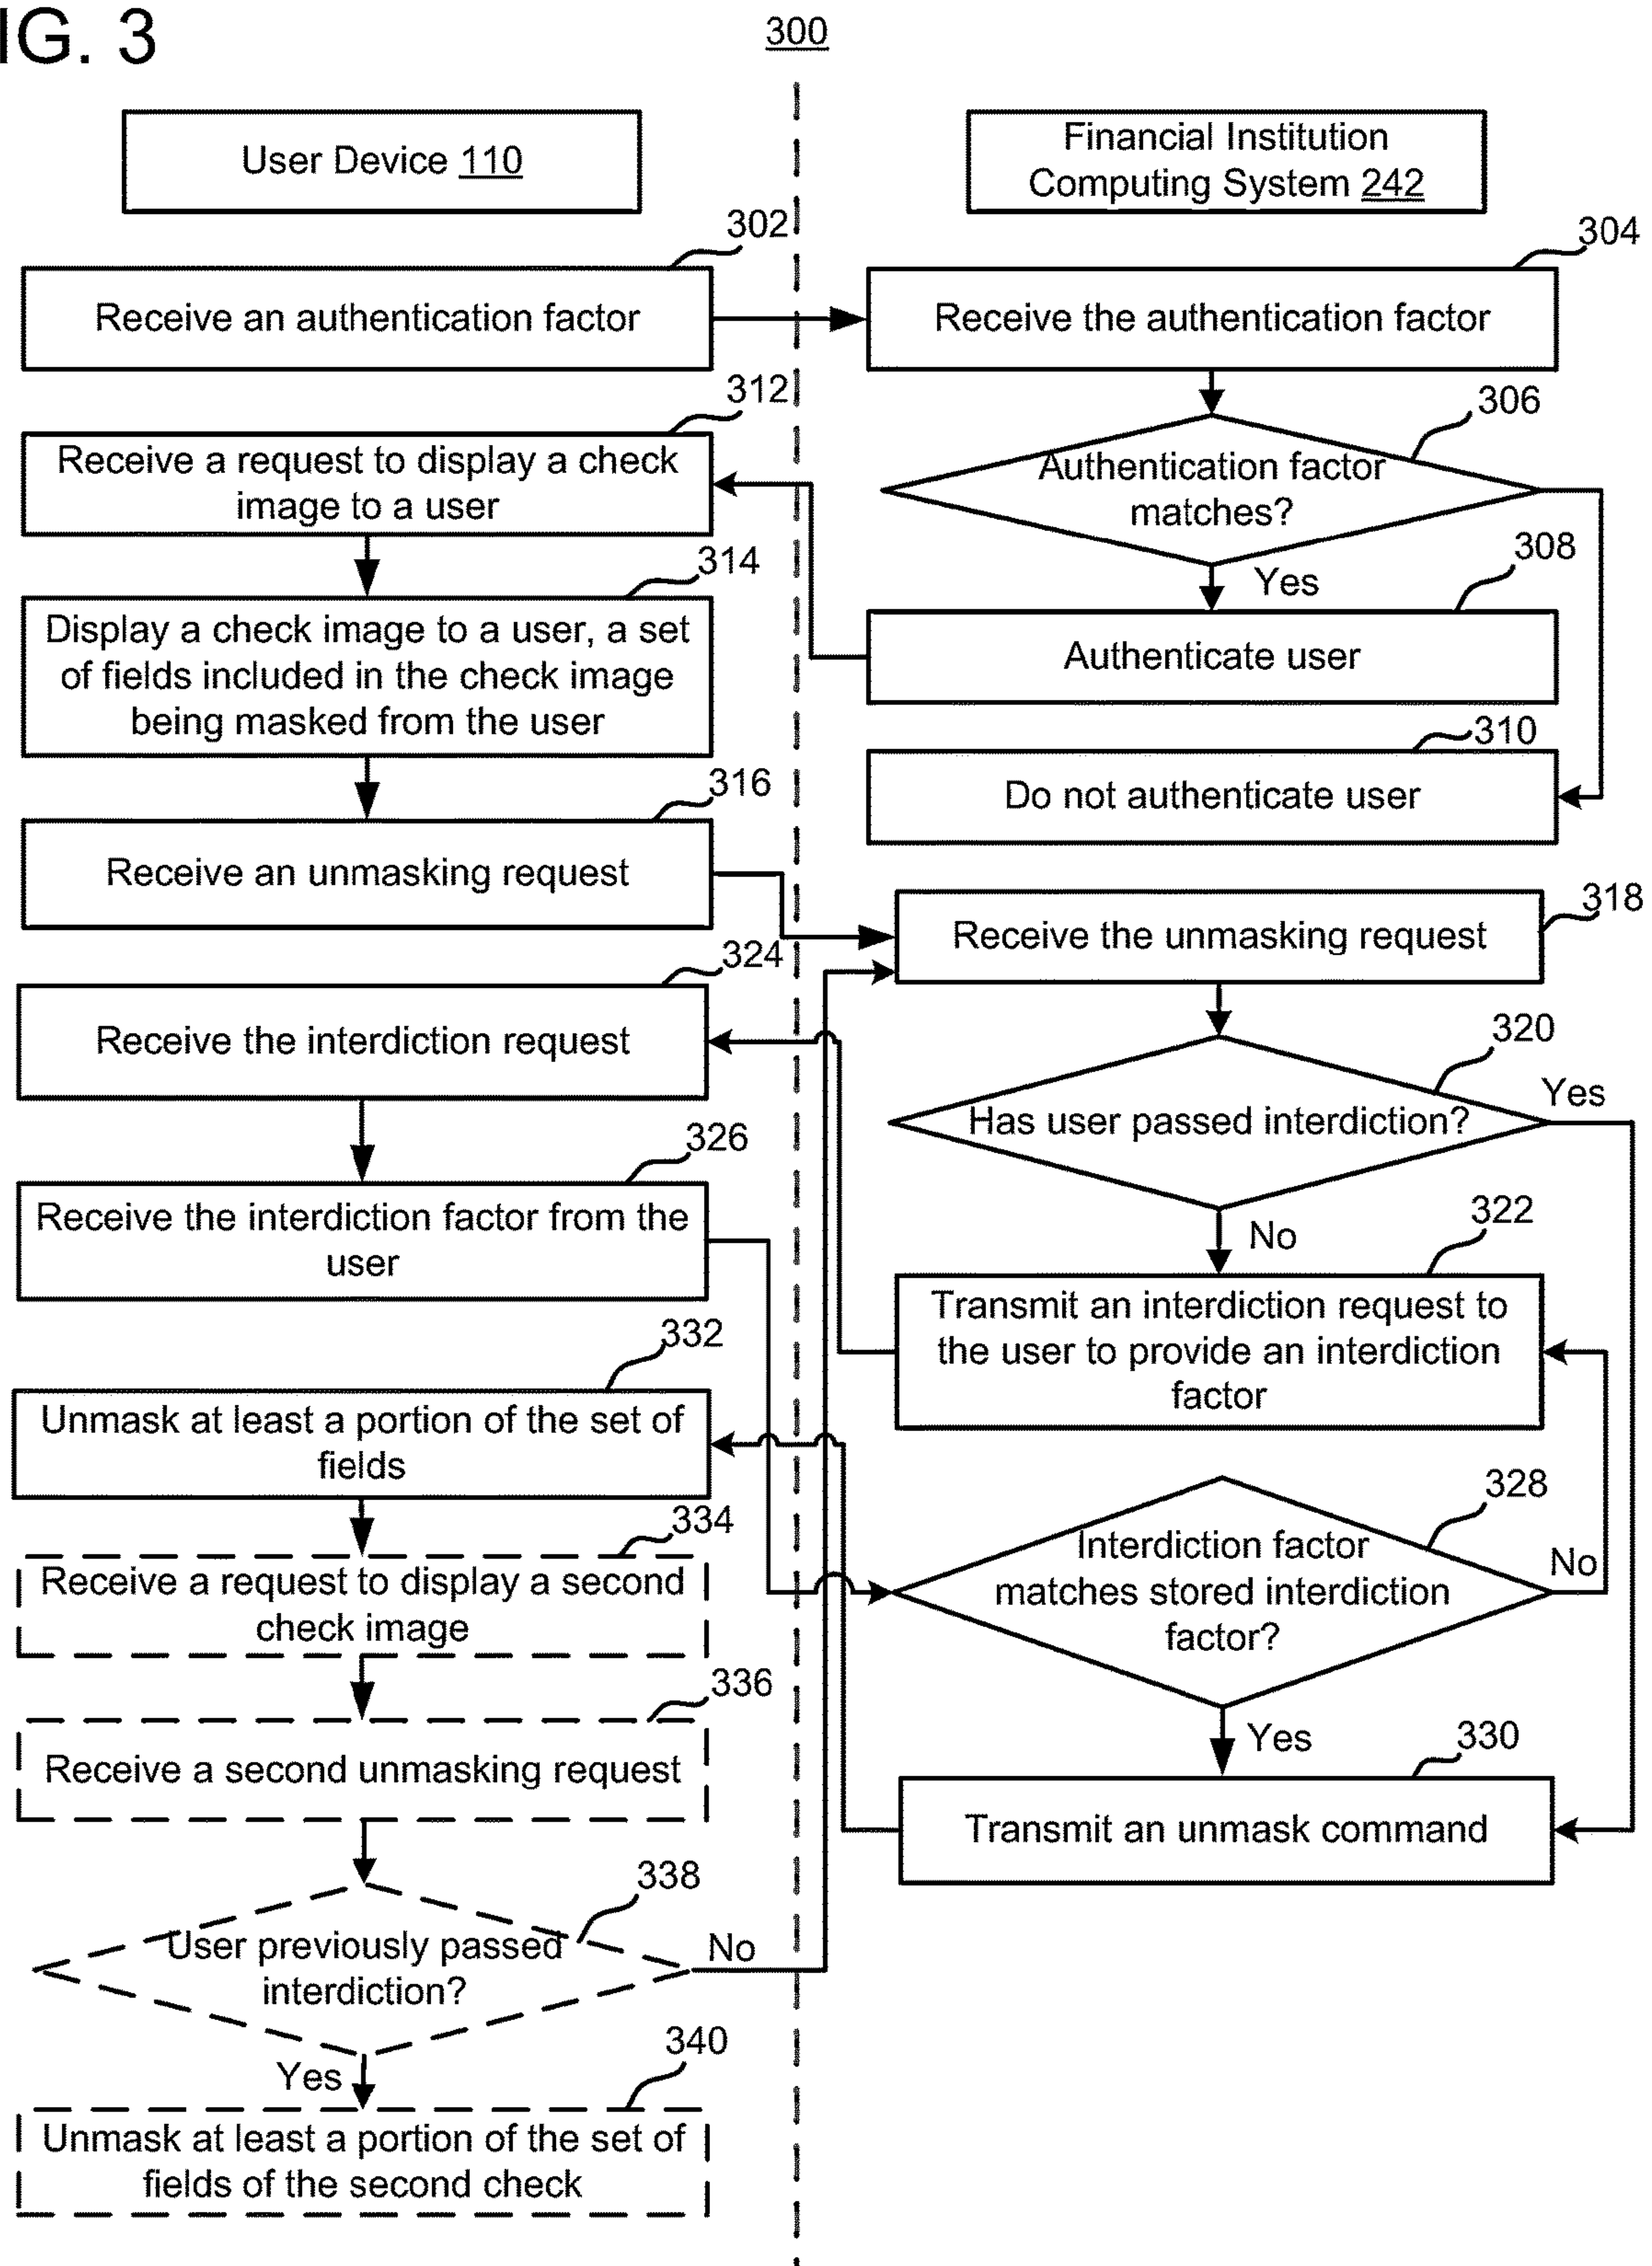 IG. 3
300
User Device 110
Financial Institution
Computing System 242
302
Receive an authentication factor
304
Receive the authentication factor
312
Receive a request to display a check
image to a user
306
Authentication factor
matches?
314
Display a check image to a user, a set
of fields included in the check image
being masked from the user
Yes
308
Authenticate user
310
Do not authenticate user
316
Receive an unmasking request
318
Receive the unmasking request
324
Receive the interdiction request
320
Has user passed interdiction?
Yes
No
326
Receive the interdiction factor from the
user
322
Transmit an interdiction request to
the user to provide an interdiction
factor
332
Unmask at least a portion of the set of
fields
328
Interdiction factor
matches stored interdiction
factor?
No
Yes
334
Receive a request to display a second
check image
336
Receive a second unmasking request
330
Transmit an unmask command
338
User previously passed
interdiction?
No
Yes
340
Unmask at least a portion of the set of
fields of the second check